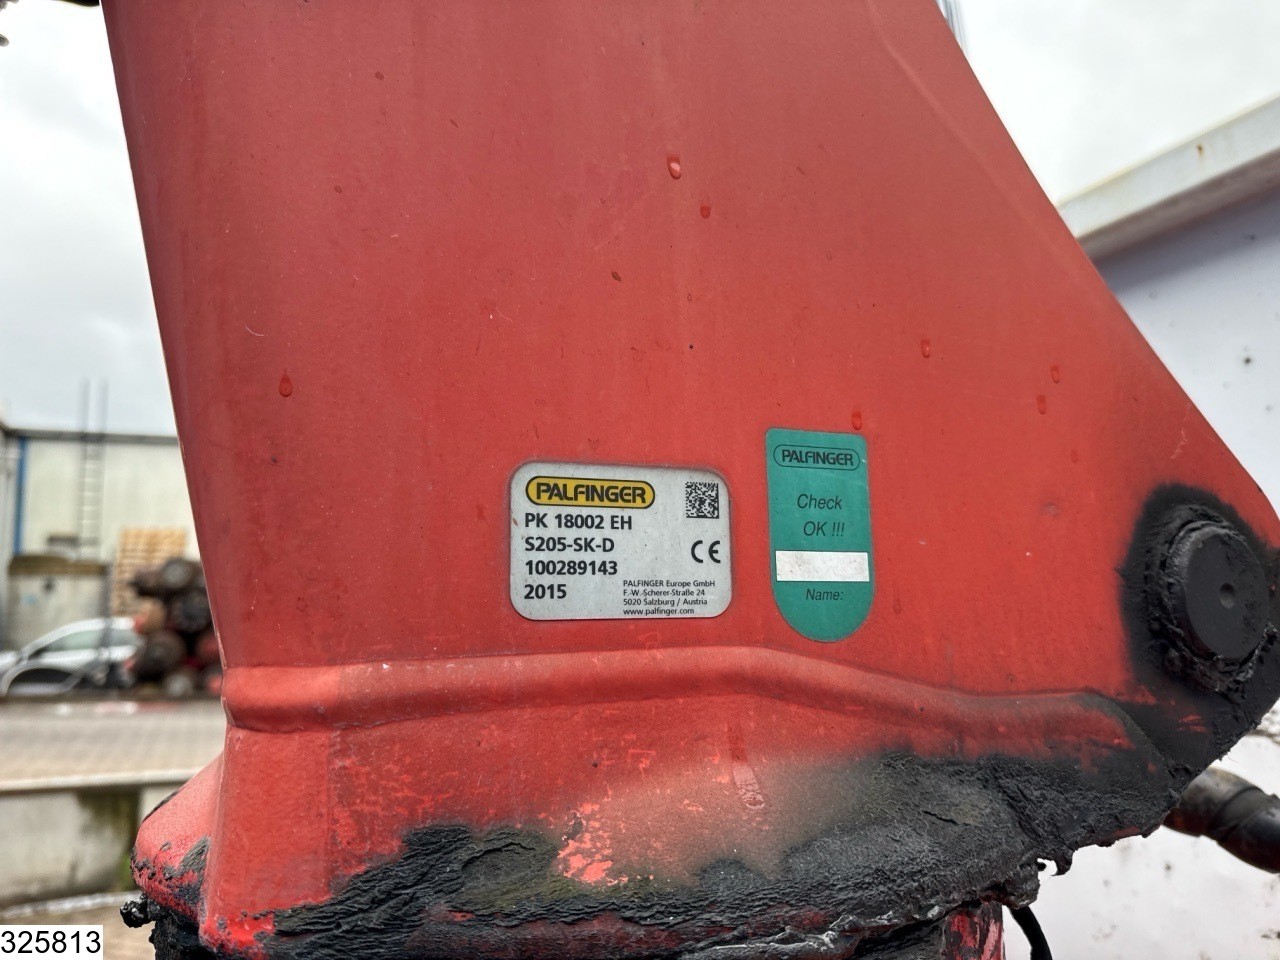 PALFINGER
PK 18002 EH
S205-SK-D
100289143
2015
PALFINGER Europe GmbH
F.-W.-Scherer-Straße 24
5020 Salzburg / Austria
www.palfinger.com
CE
PALFINGER
Check
OK !!!
Name:
325813